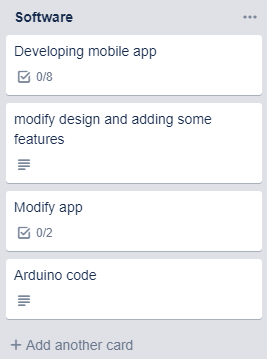 Software
Developing mobile app
0/8
modify design and adding some
features
Modify app
0/2
Arduino code
+ Add another card